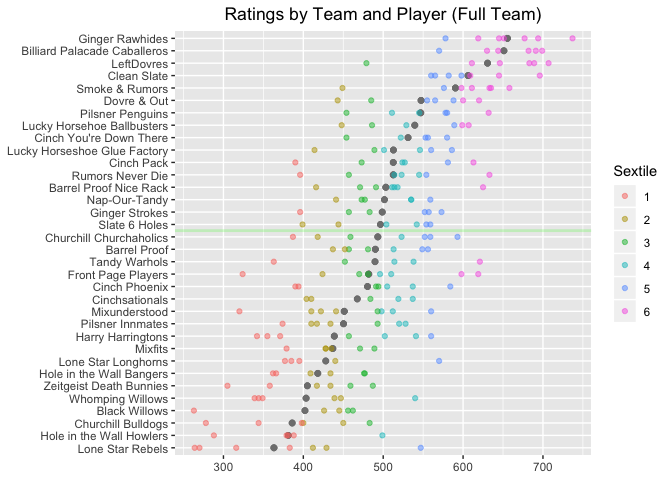 Ratings by Team and Player (Full Team)
Ginger Rawhides
Billiard Palacade Caballeros
LeftDovres
Clean Slate
Smoke & Rumors
Dovre & Out
Pilsner Penguins
Lucky Horsehoe Ballbusters
Cinch You're Down There
Lucky Horseshoe Glue Factory
Cinch Pack
Rumors Never Die
Barrel Proof Nice Rack
Nap-Our-Tandy
Ginger Strokes
Slate 6 Holes
Churchill Churchaholics
Barrel Proof
Tandy Warhols
Front Page Players
Cinch Phoenix
Cinchsationals
Mixunderstood
Pilsner Innmates
Harry Harringtons
Mixfits
Lone Star Longhorns
Hole in the Wall Bangers
Zeitgeist Death Bunnies
Whomping Willows
Black Willows
Churchill Bulldogs
Hole in the Wall Howlers
Lone Star Rebels
300 400 500 600 700
Sextile
1
2
3
4
5
6